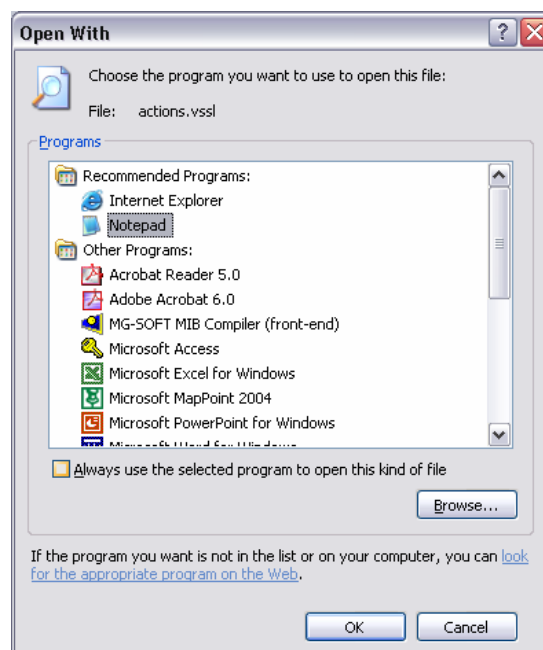 Open With
Choose the program you want to use to open this file:
File: actions.vssl
Programs
Recommended Programs:
Internet Explorer
Notepad
Other Programs:
Acrobat Reader 5.0
Adobe Acrobat 6.0
MG-SOFT MIB Compiler (front-end)
Microsoft Access
Microsoft Excel for Windows
Microsoft MapPoint 2004
Microsoft PowerPoint for Windows
Microsoft Word for Windows
Always use the selected program to open this kind of file
Browse...
If the program you want is not in the list or on your computer, you can look
for the appropriate program on the Web.
OK Cancel